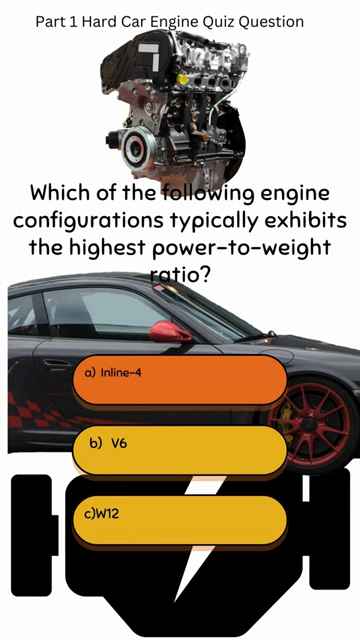 Part 1 Hard Car Engine Quiz Question
Which of the following engine
configurations typically exhibits
the highest power-to-weight
ratio?
a) Inline-4
b) V6
c)W12